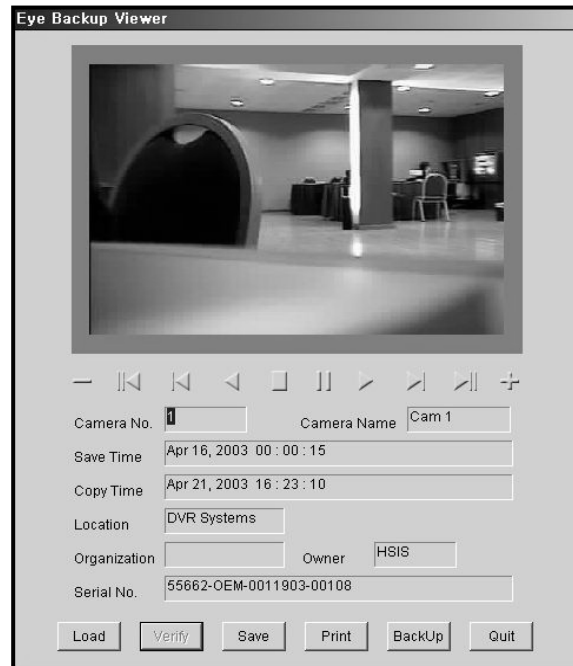 Eye Backup Viewer
Camera No. 1 Camera Name Cam 1
Save Time Apr 16, 2003 00 : 00 : 15
Copy Time Apr 21, 2003 16 : 23 : 10
Location DVR Systems
Organization Owner HSIS
Serial No. 55662-OEM-0011903-00108
Load Verify Save Print BackUp Quit